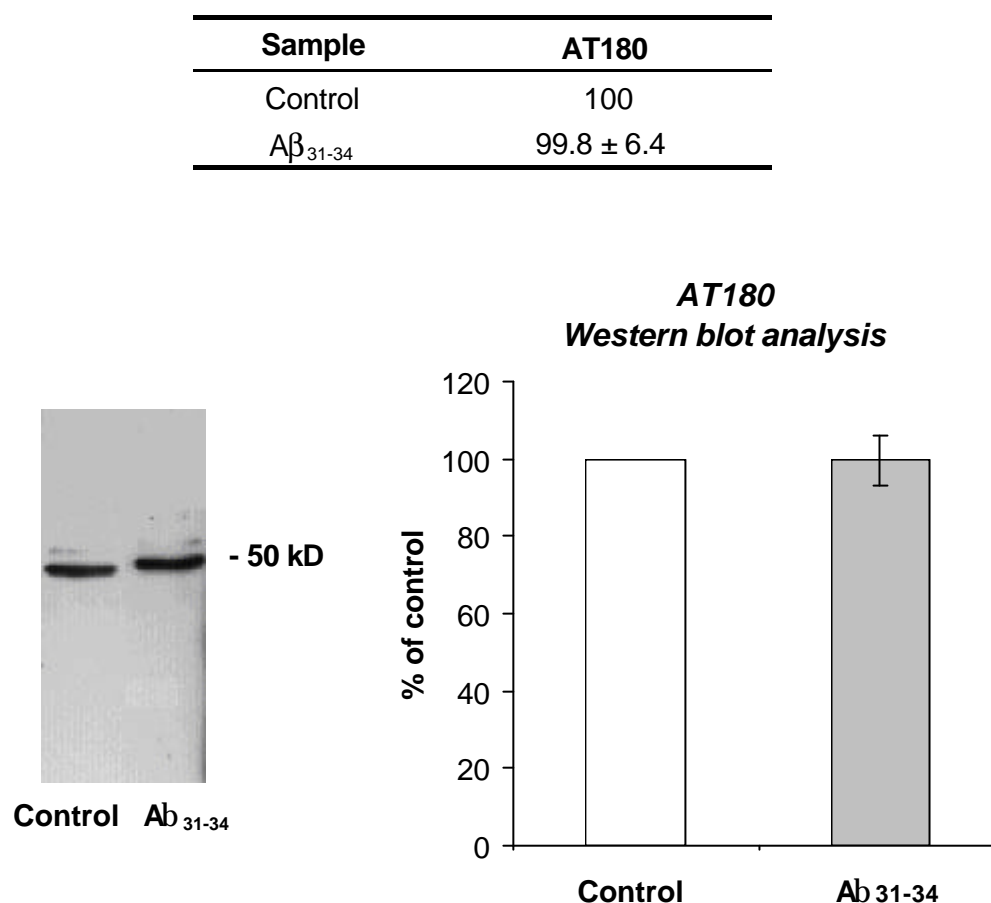 Sample AT180
Control 100
Aβ31-34 99.8 ± 6.4
AT180
Western blot analysis
120
100
80
60
40
20
0
% of control
- 50 kD
Control Ab 31-34
Control Ab 31-34